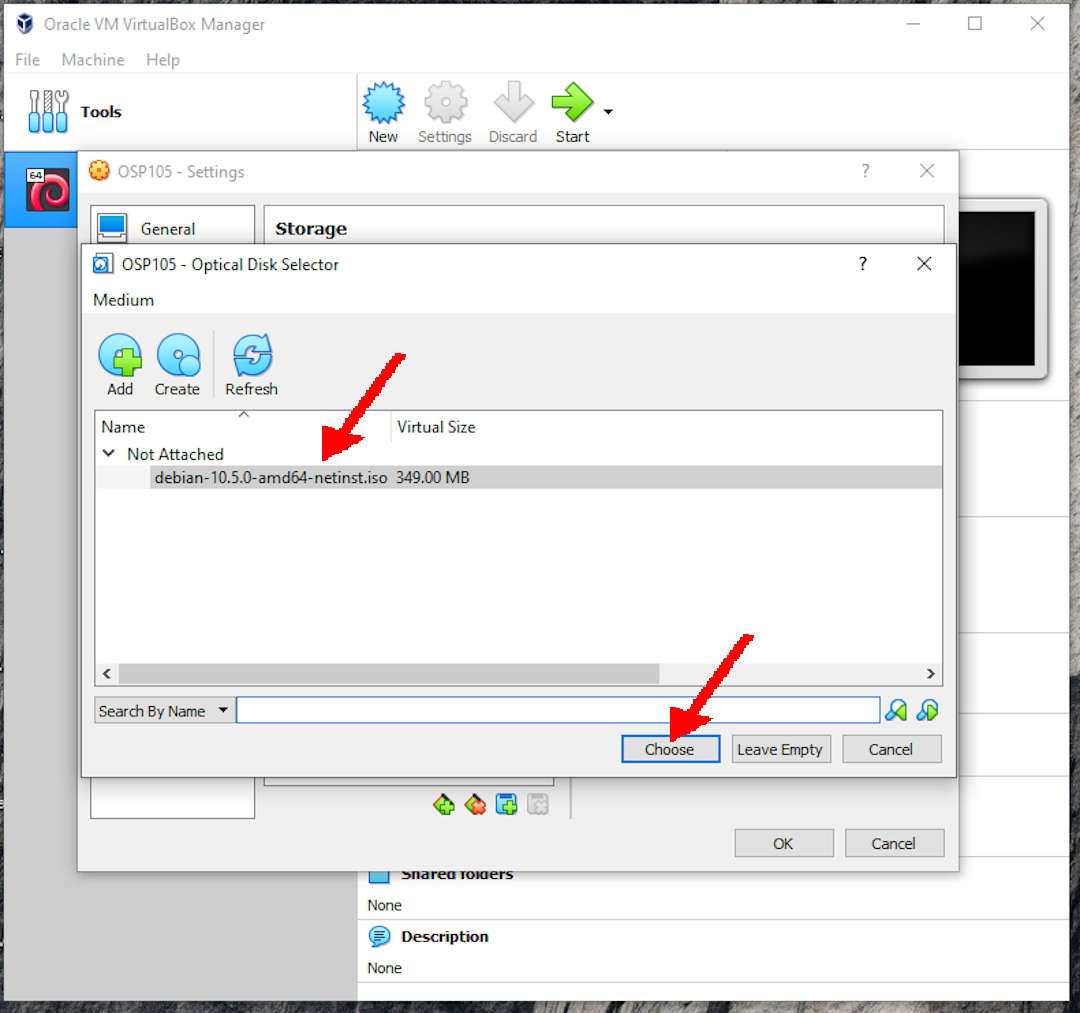 Oracle VM VirtualBox Manager
File Machine Help
Tools
New Settings Discard Start
64
OSP105 - Settings ?
General
Storage
OSP105 - Optical Disk Selector ?
Medium
Add Create Refresh
Name Virtual Size
Not Attached
debian-10.5.0-amd64-netinst.iso 349.00 MB
Search By Name
Choose Leave Empty Cancel
OK Cancel
Shared folders
None
Description
None